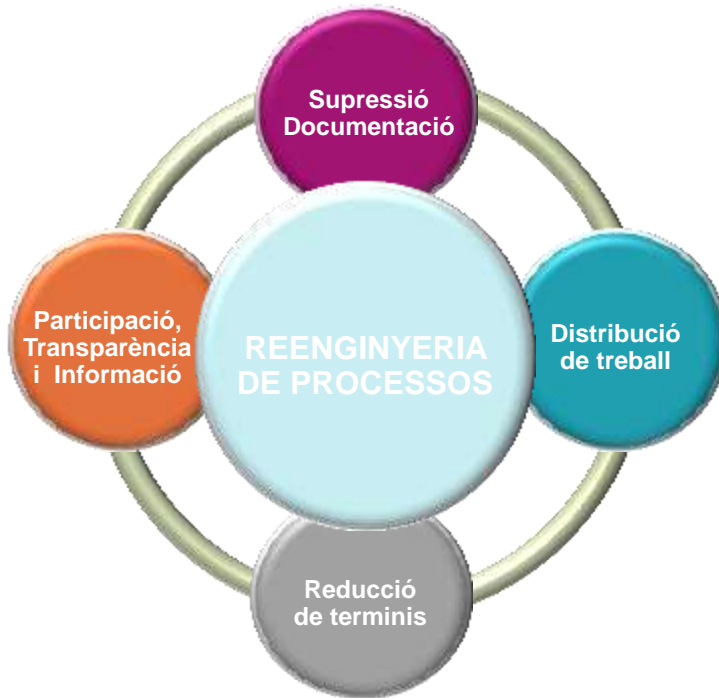 Supressió
Documentació
Participació,
Transparència
i Informació
REENGINYERIA
DE PROCESSOS
Distribució
de treball
Reducció
de terminis